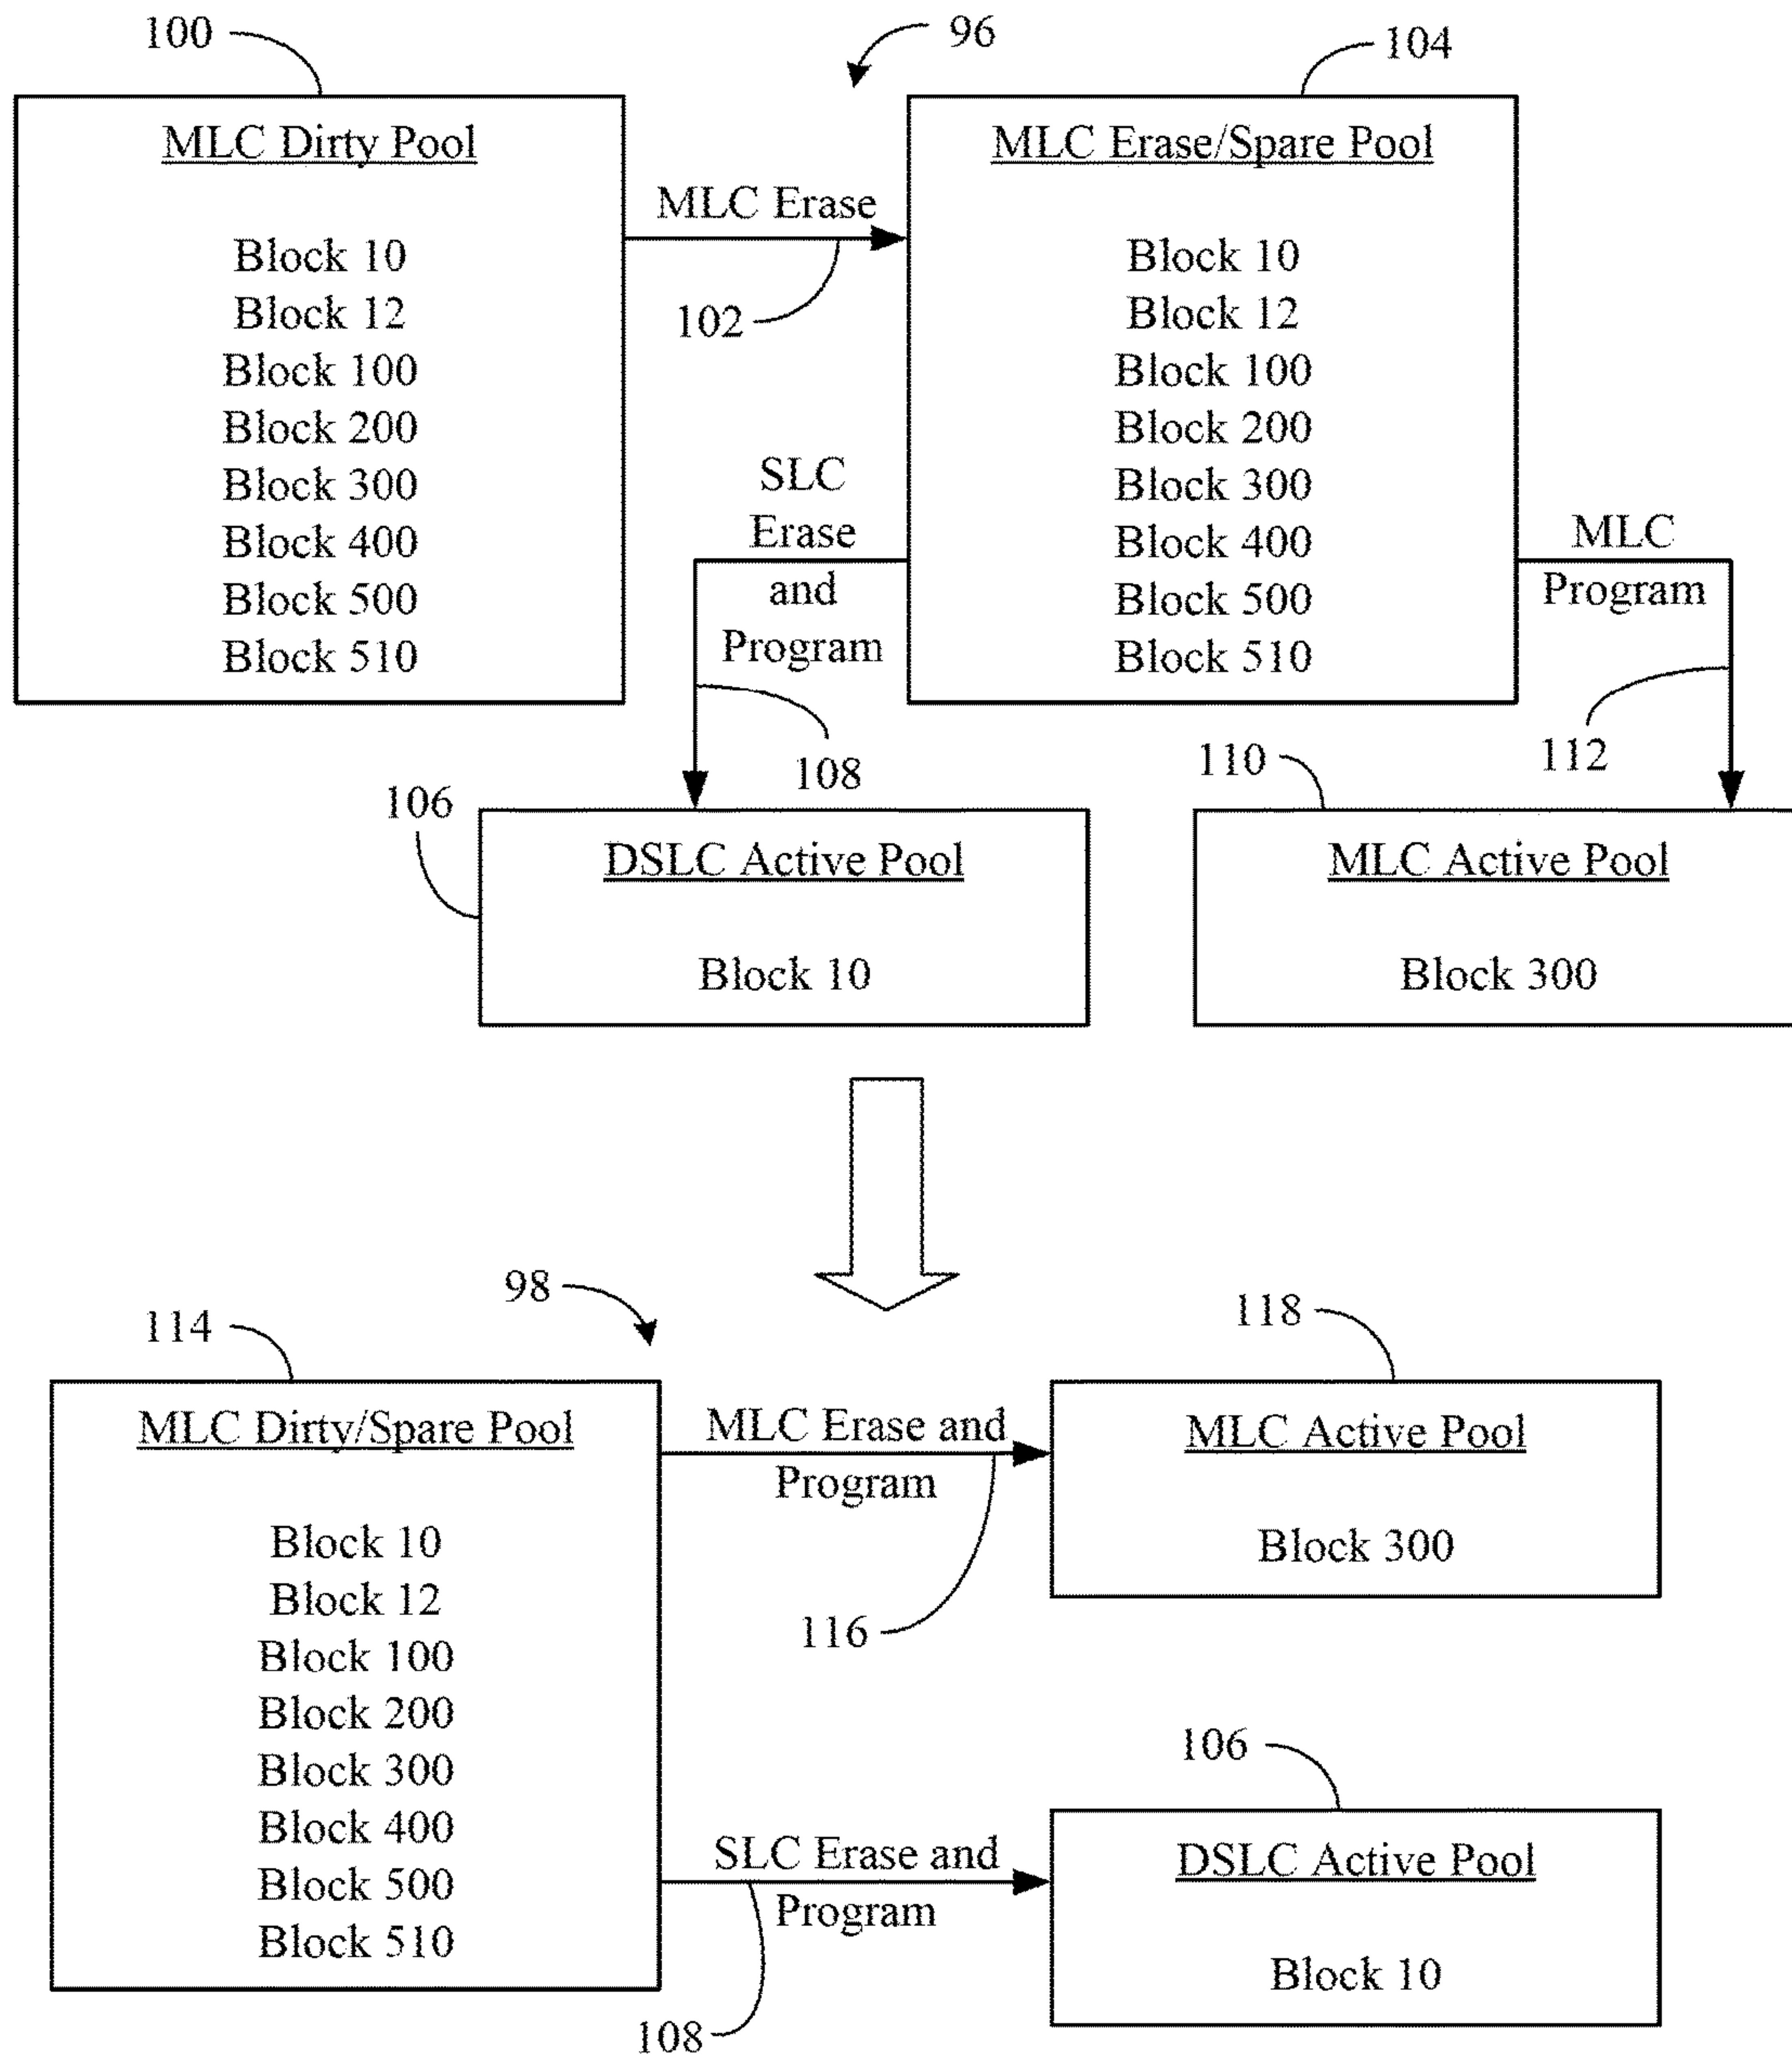 100
96
104
MLC Dirty Pool
Block 10
Block 12
Block 100
Block 200
Block 300
Block 400
Block 500
Block 510
MLC Erase
102
MLC Erase/Spare Pool
Block 10
Block 12
Block 100
Block 200
Block 300
Block 400
Block 500
Block 510
SLC
Erase
and
Program
108
MLC
Program
112
106
DSLC Active Pool
Block 10
110
MLC Active Pool
Block 300
98
114
MLC Dirty/Spare Pool
Block 10
Block 12
Block 100
Block 200
Block 300
Block 400
Block 500
Block 510
MLC Erase and
Program
116
118
MLC Active Pool
Block 300
SLC Erase and
Program
108
106
DSLC Active Pool
Block 10